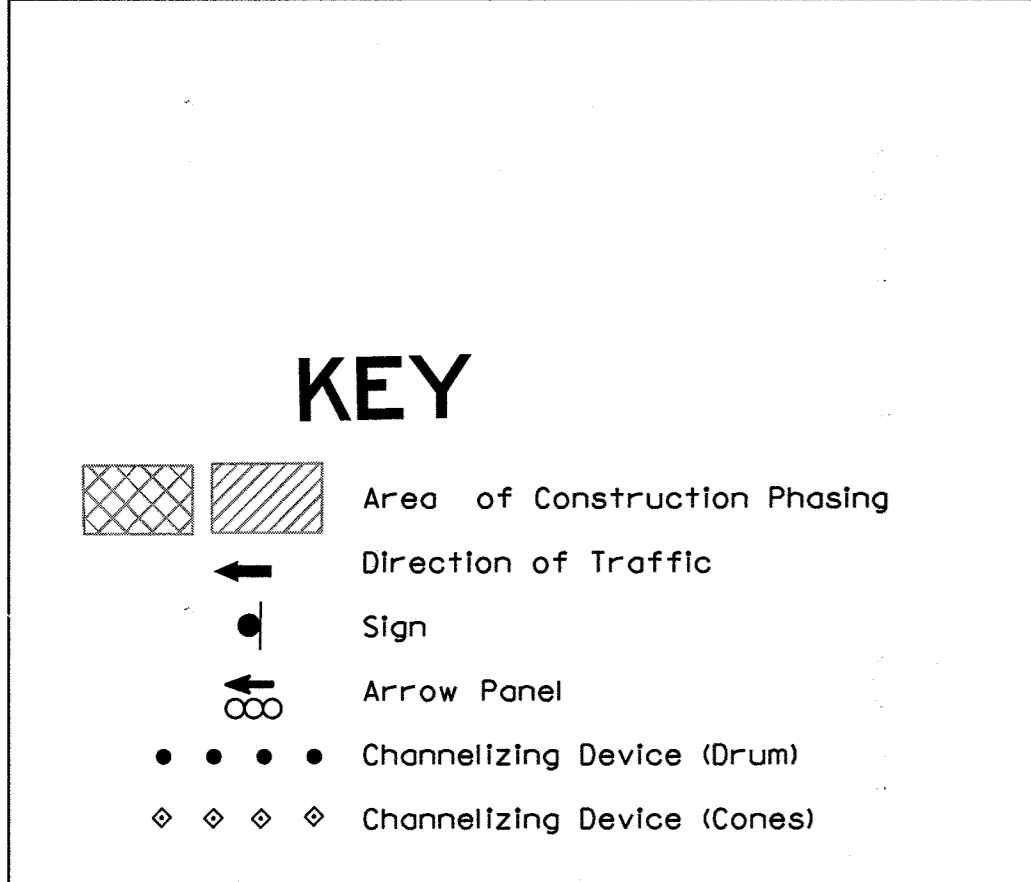 KEY
Area of Construction Phasing
Direction of Traffic
Sign
Arrow Panel
Channelizing Device (Drum)
Channelizing Device (Cones)